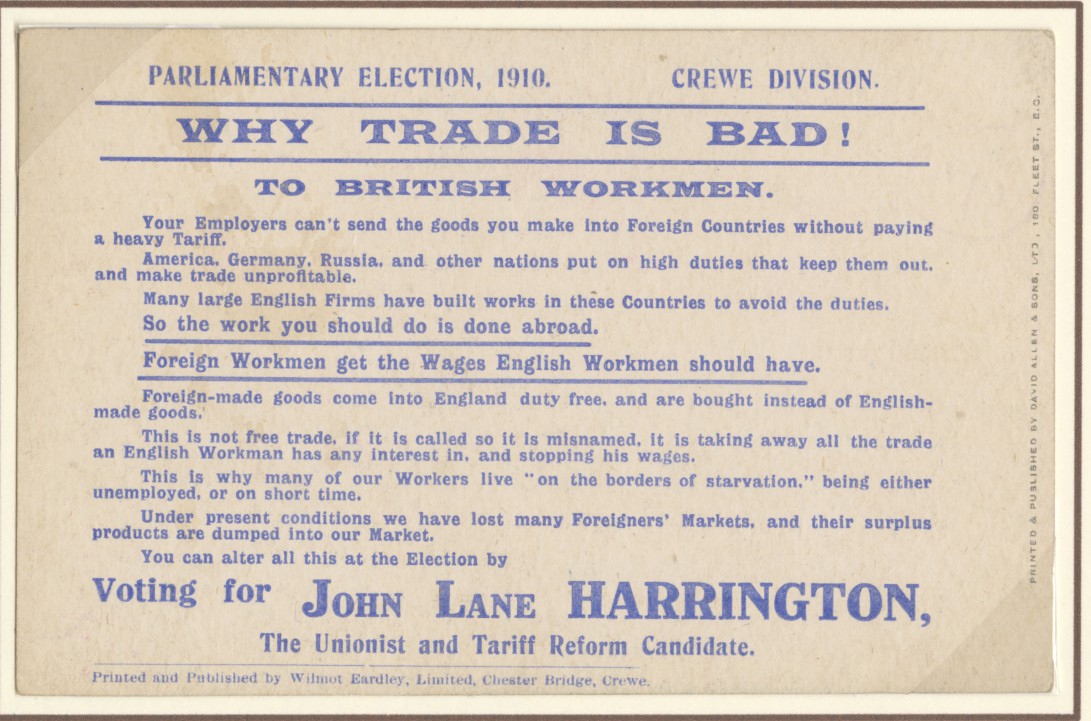 PARLIAMENTARY ELECTION, 1910. CREWE DIVISION.
WHY TRADE IS BAD!
TO BRITISH WORKMEN.
Your Employers can't send the goods you make into Foreign Countries without paying
a heavy Tariff.
America, Germany, Russia, and other nations put on high duties that keep them out,
and make trade unprofitable.
Many large English Firms have built works in these Countries to avoid the duties.
So the work you should do is done abroad.
Foreign Workmen get the Wages English Workmen should have.
Foreign-made goods come into England duty free, and are bought instead of English-
made goods.
This is not free trade, if it is called so it is misnamed, it is taking away all the trade
an English Workman has any interest in, and stopping his wages.
This is why many of our Workers live "on the borders of starvation," being either
unemployed, or on short time.
Under present conditions we have lost many Foreigners' Markets, and their surplus
products are dumped into our Market.
You can alter all this at the Election by
Voting for JOHN LANE HARRINGTON,
The Unionist and Tariff Reform Candidate.
Printed and Published by Wilmot Eardley, Limited, Chester Bridge, Crewe.
PRINTED & PUBLISHED BY DAVID ALLEN & SONS, LTD., 180, FLEET ST., E.C.